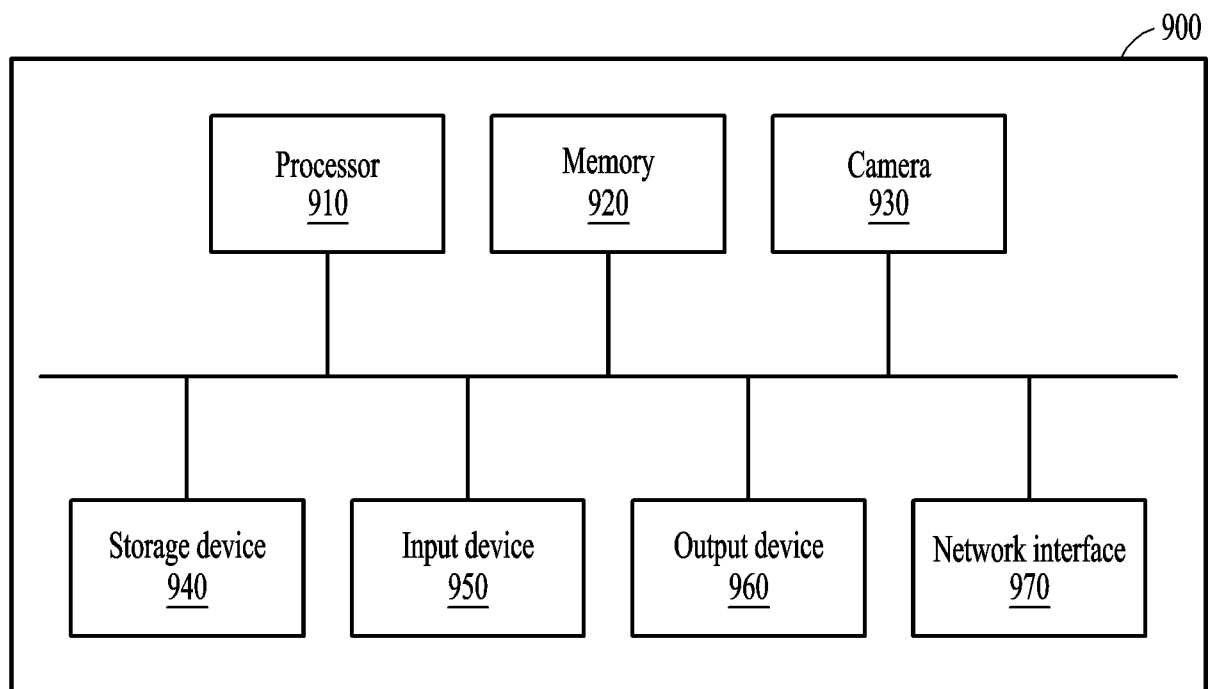 900
Processor
910
Memory
920
Camera
930
Storage device
940
Input device
950
Output device
960
Network interface
970